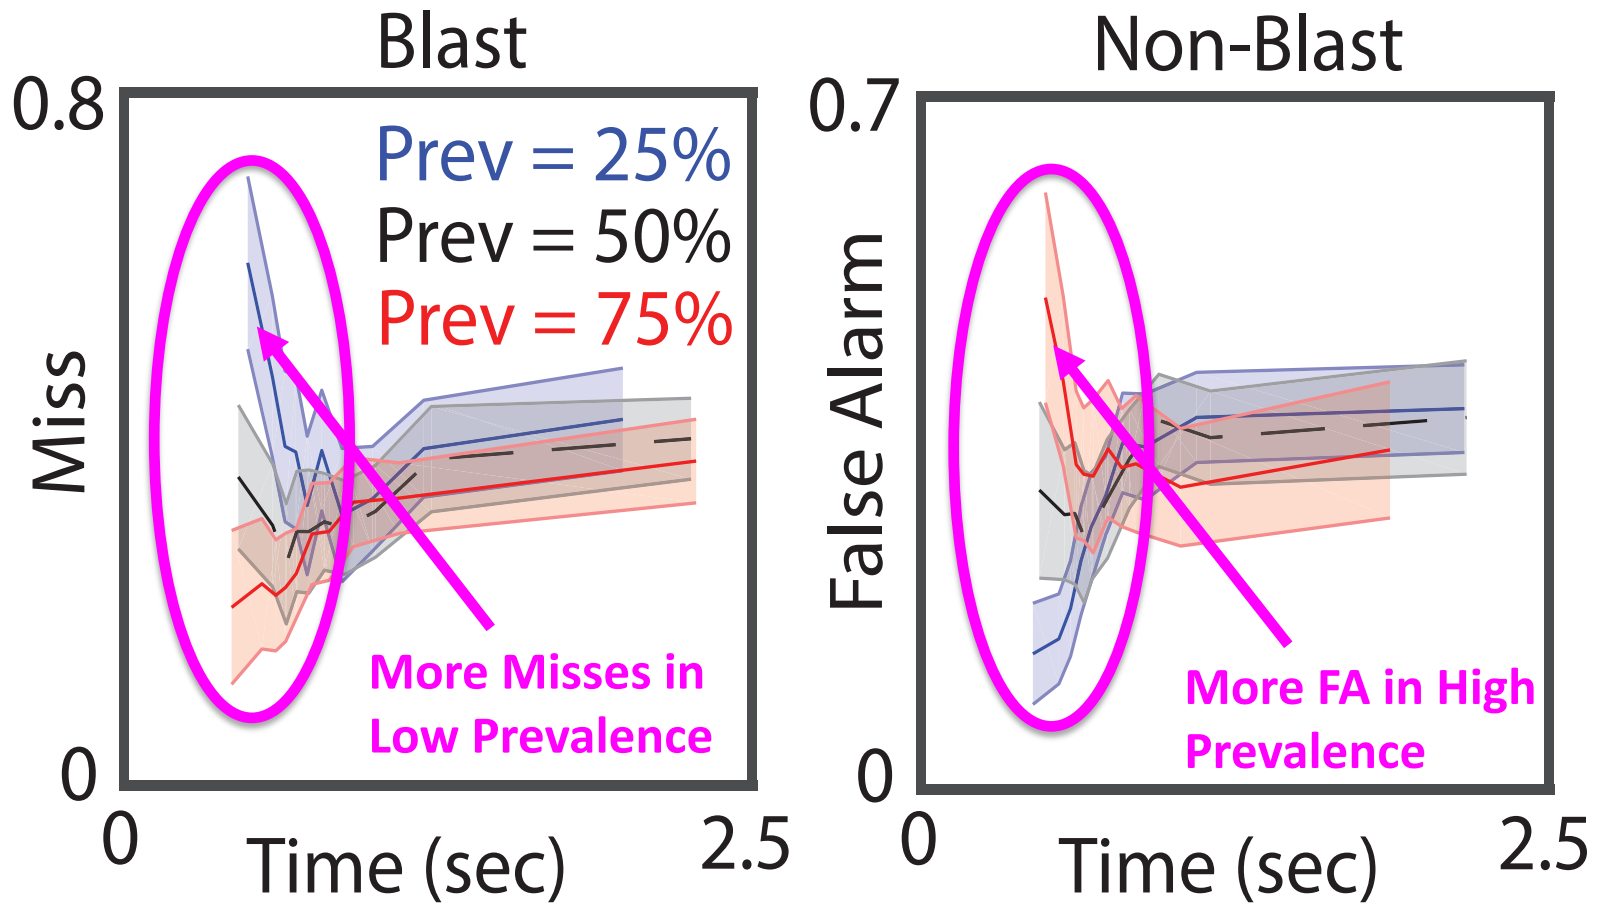 Blast
0.8
Prev = 25%
Prev = 50%
Prev = 75%
Miss
More Misses in
Low Prevalence
0
0
Time (sec)
2.5
Non-Blast
0.7
False Alarm
More FA in High
Prevalence
0
0
Time (sec)
2.5